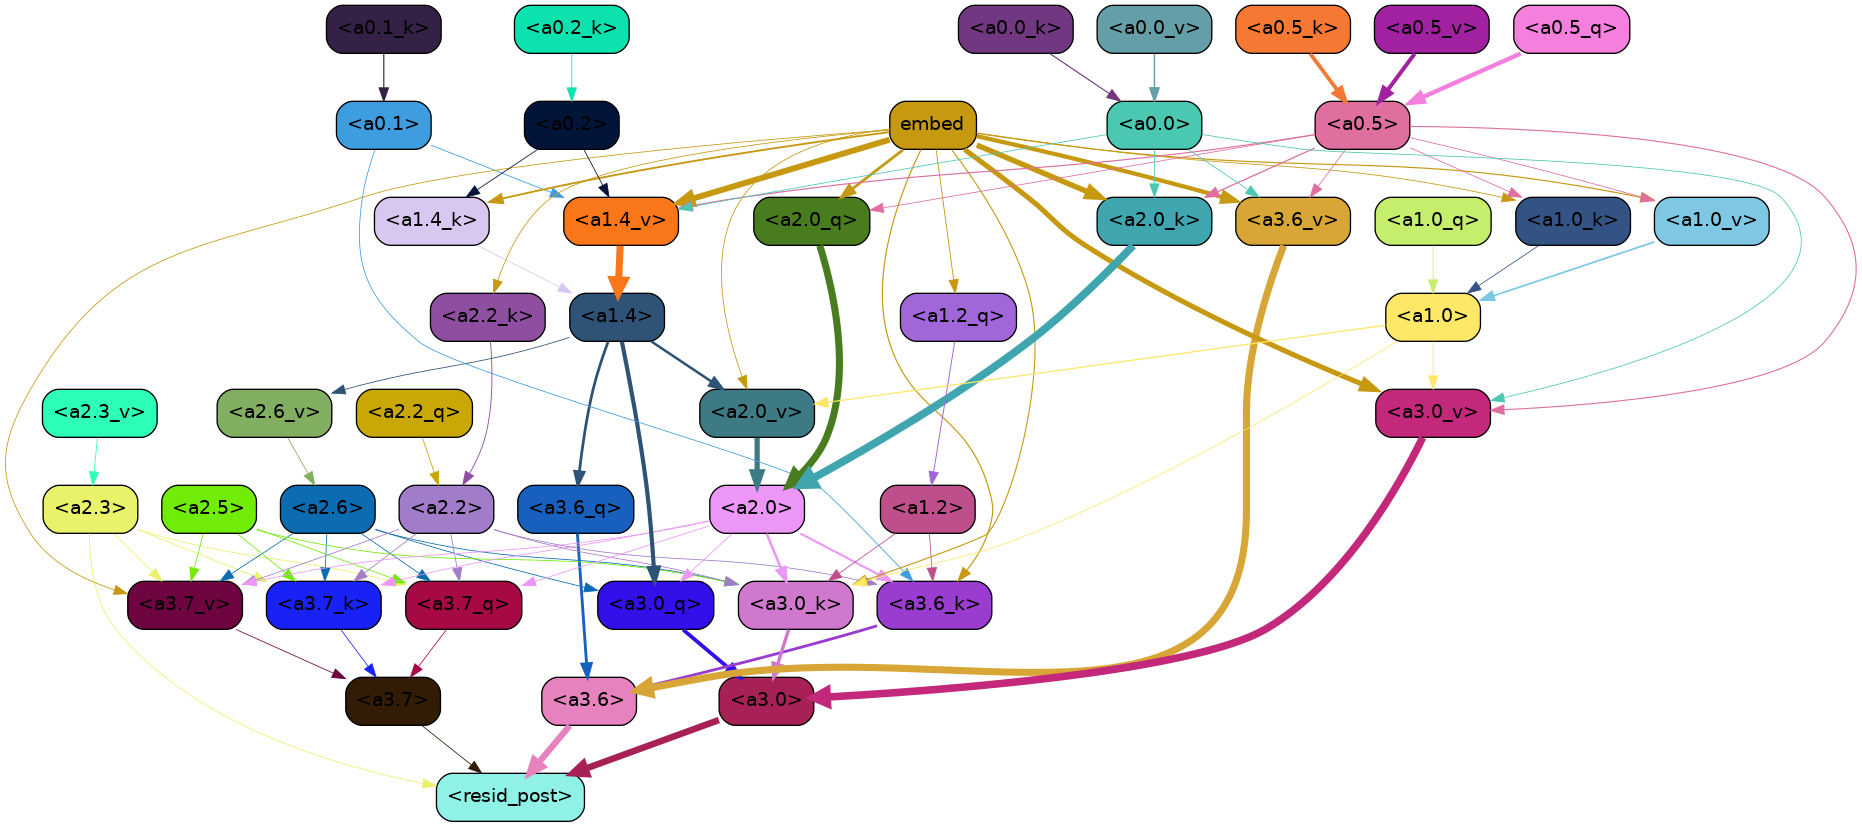 <a0.1_k> <a0.2_k> <a0.0_k> <a0.0_v> <a0.5_k> <a0.5_v> <a0.5_q>
<a0.1> <a0.2> embed <a0.0> <a0.5>
<a1.4_k> <a1.4_v> <a2.0_q> <a2.0_k> <a3.6_v> <a1.0_q> <a1.0_k> <a1.0_v>
<a2.2_k> <a1.4> <a1.2_q> <a1.0>
<a2.3_v> <a2.6_v> <a2.2_q> <a2.0_v> <a3.0_v>
<a2.3> <a2.5> <a2.6> <a2.2> <a3.6_q> <a2.0> <a1.2>
<a3.7_v> <a3.7_k> <a3.7_q> <a3.0_q> <a3.0_k> <a3.6_k>
<a3.7> <a3.6> <a3.0>
<resid_post>